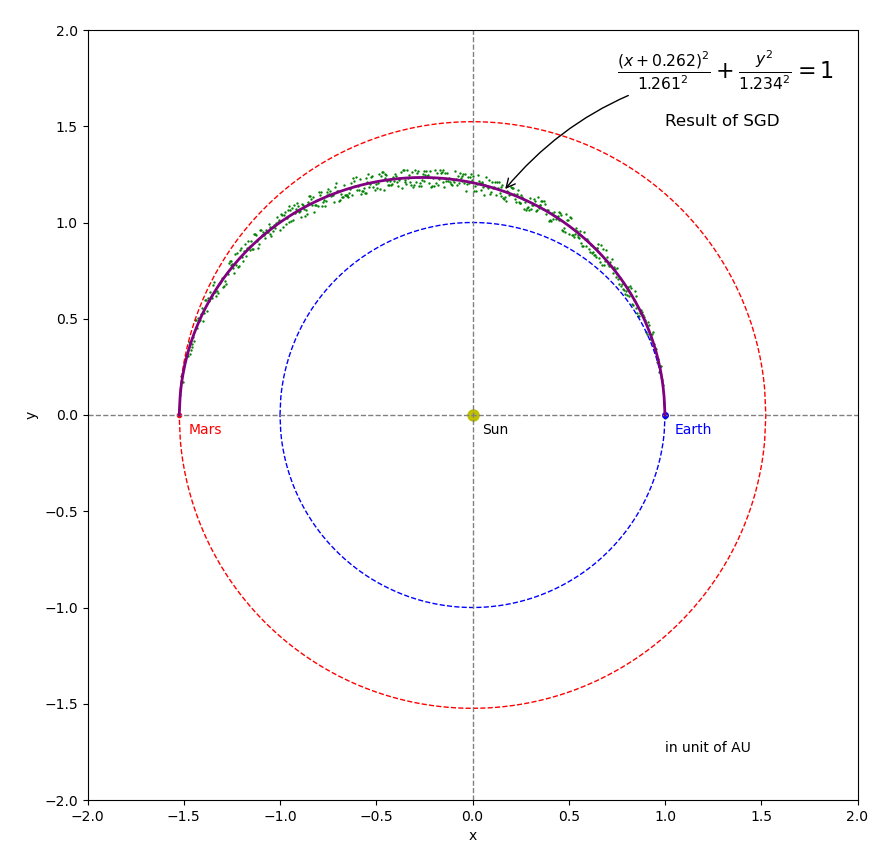 2.0
(x + 0.262)² / 1.261² + y² / 1.234² = 1
Result of SGD
1.5
1.0
0.5
0.0
Mars
Sun
Earth
−0.5
−1.0
−1.5
in unit of AU
−2.0
y
−2.0 −1.5 −1.0 −0.5 0.0 0.5 1.0 1.5 2.0
x